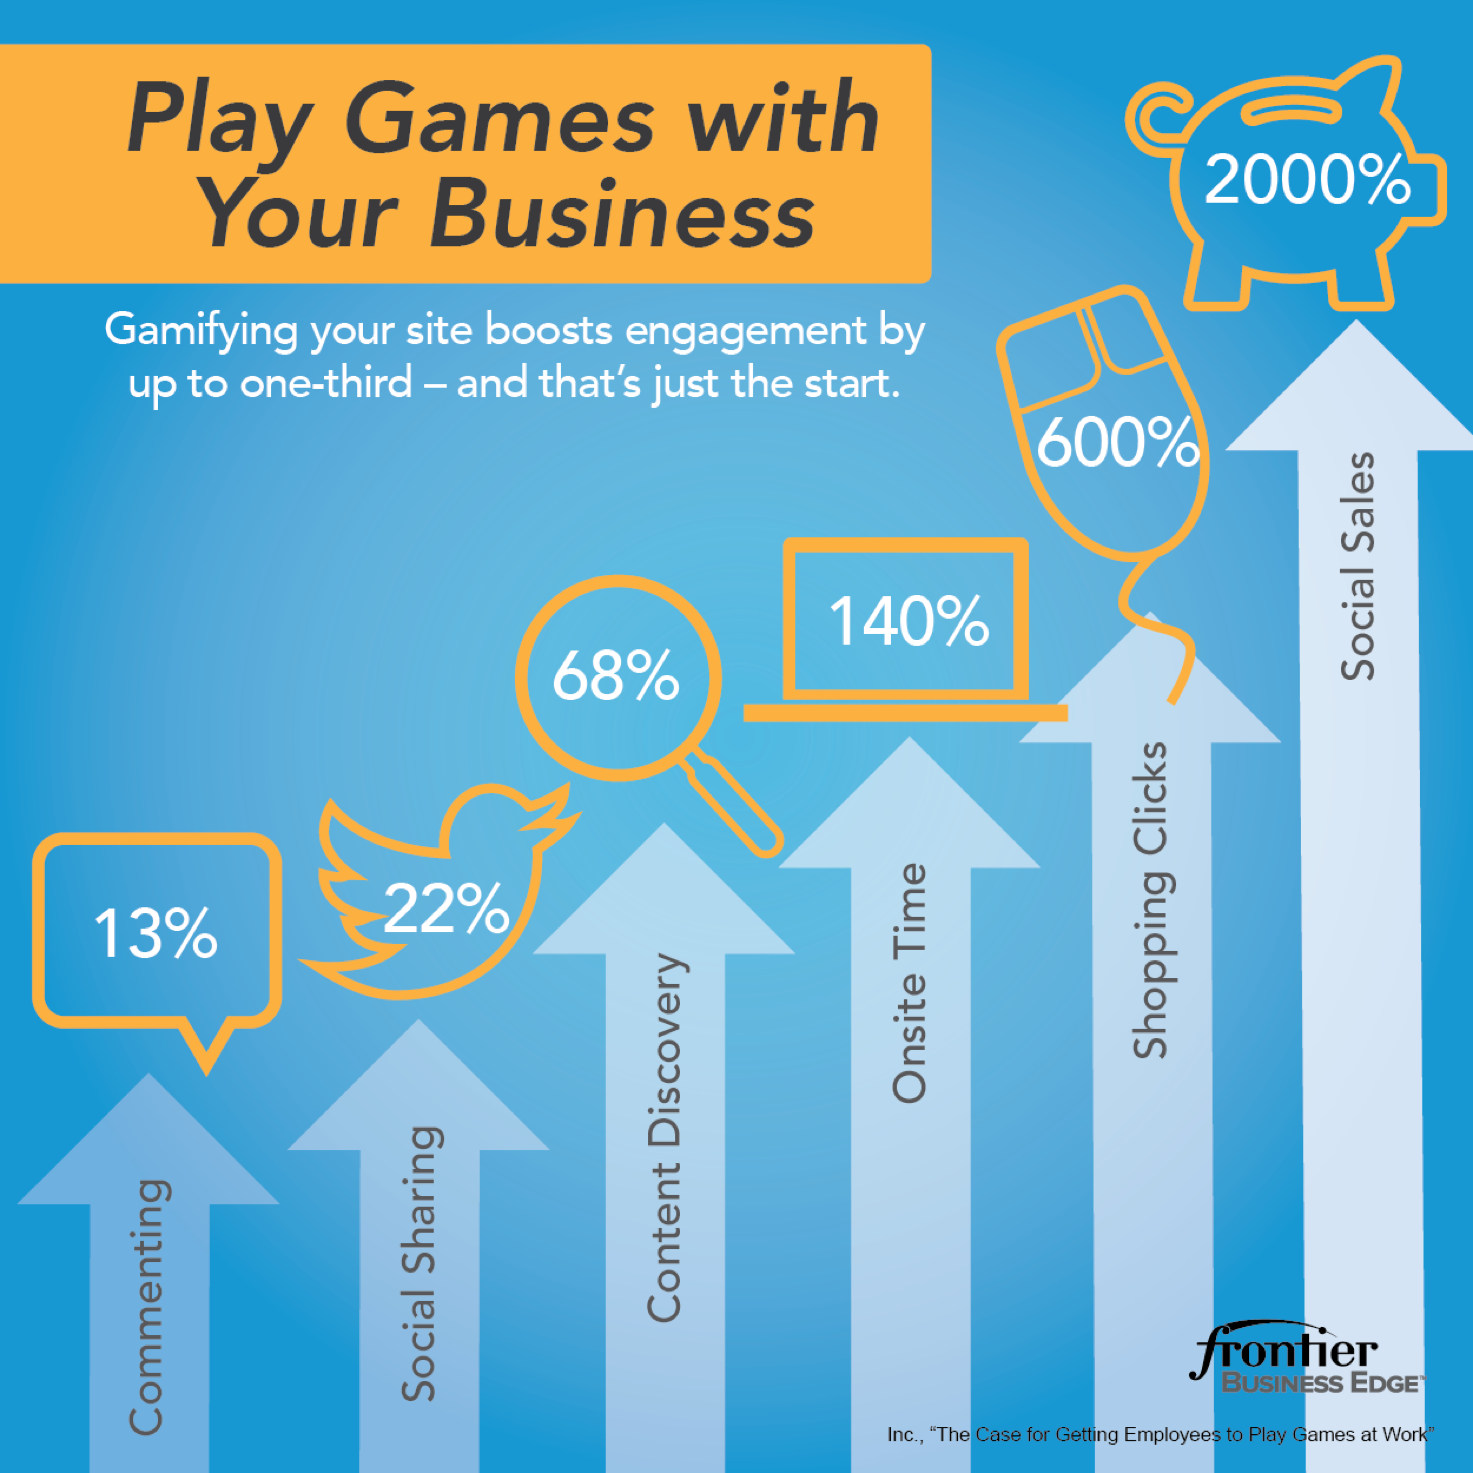 Play Games with
Your Business
Gamifying your site boosts engagement by
up to one-third – and that's just the start.
13%
Commenting
22%
Social Sharing
68%
Content Discovery
140%
Onsite Time
600%
Shopping Clicks
2000%
Social Sales
frontier
BUSINESS EDGE™
Inc., “The Case for Getting Employees to Play Games at Work”